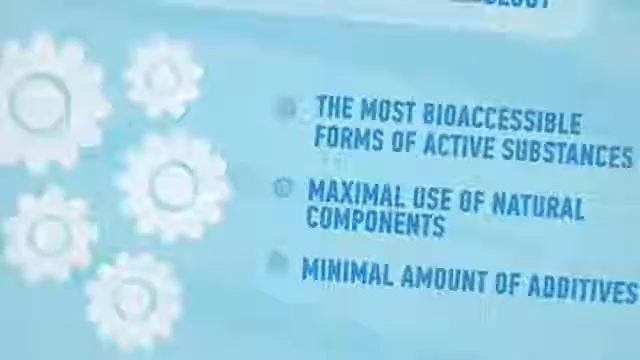 THE MOST BIOACCESSIBLE
FORMS OF ACTIVE SUBSTANCES
MAXIMAL USE OF NATURAL
COMPONENTS
MINIMAL AMOUNT OF ADDITIVES